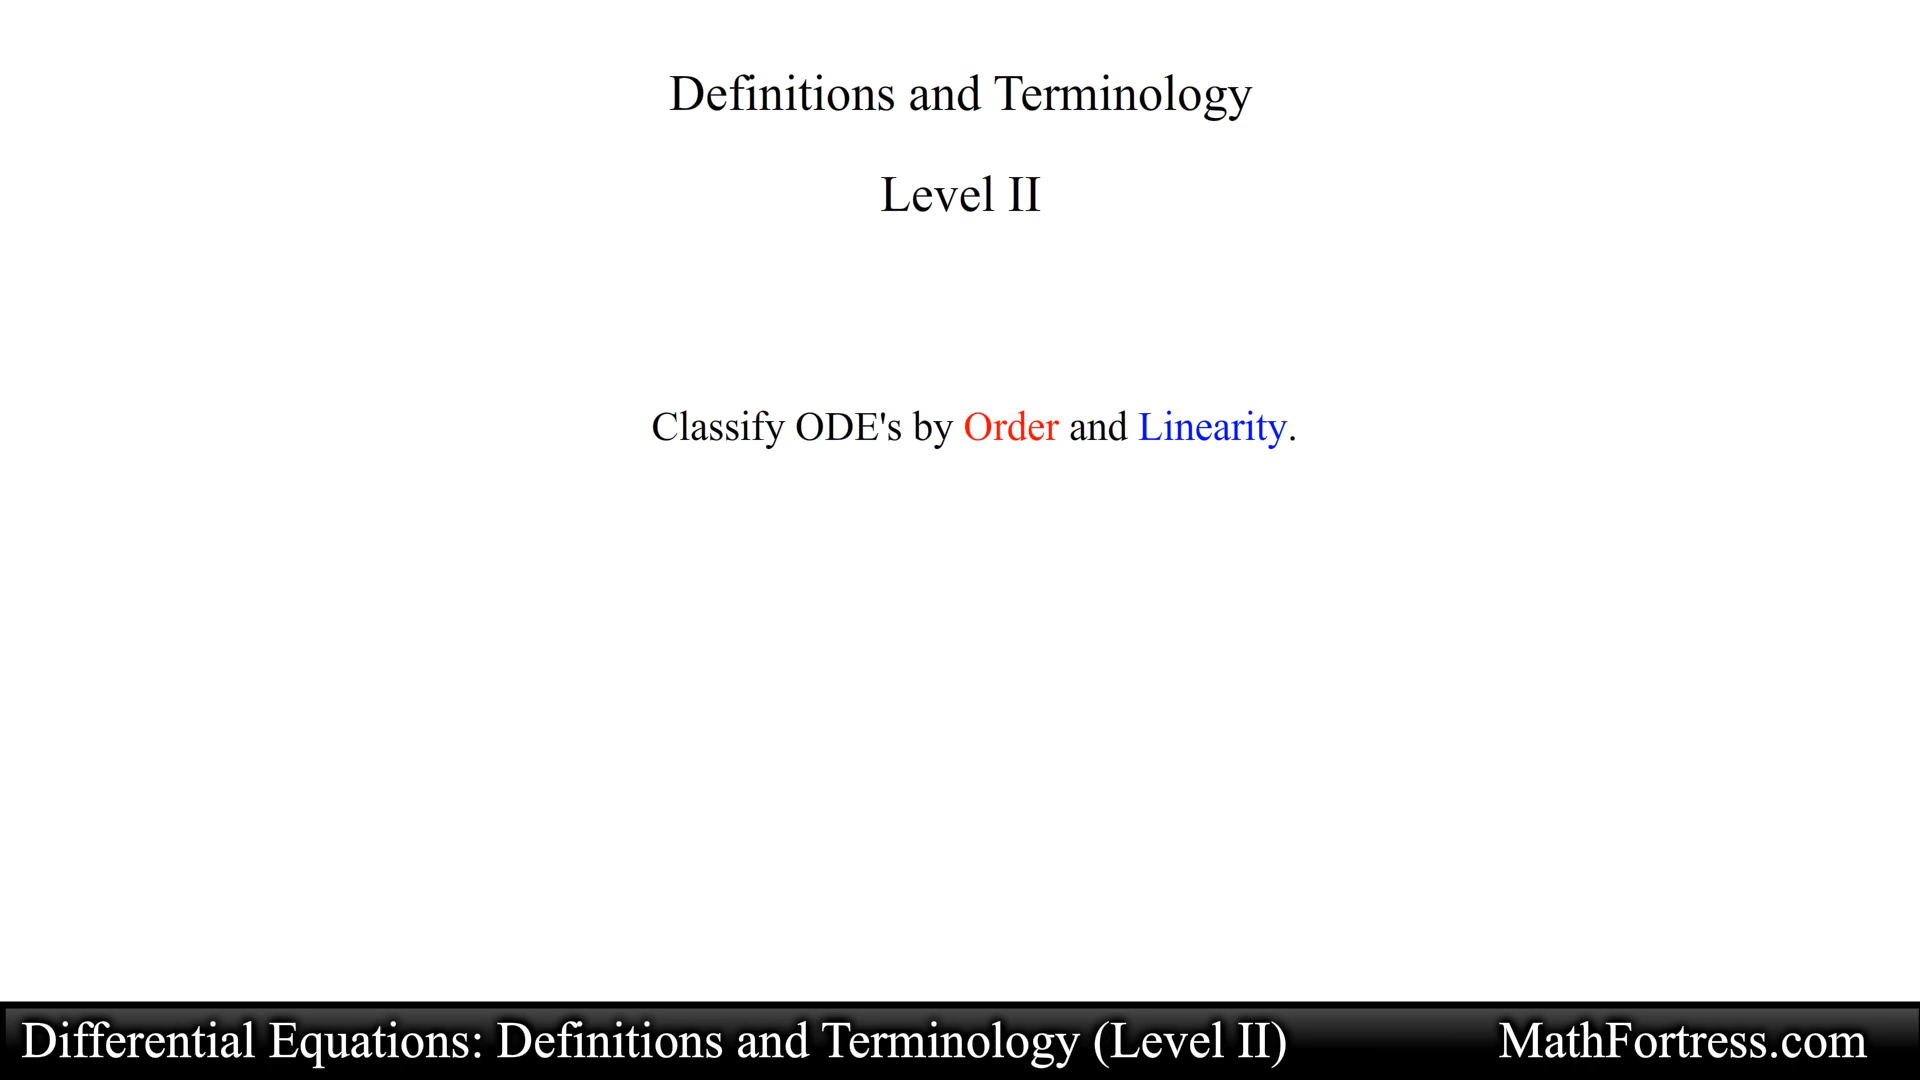 Definitions and Terminology
Level II
Classify ODE's by Order and Linearity.
Differential Equations: Definitions and Terminology (Level II)
MathFortress.com